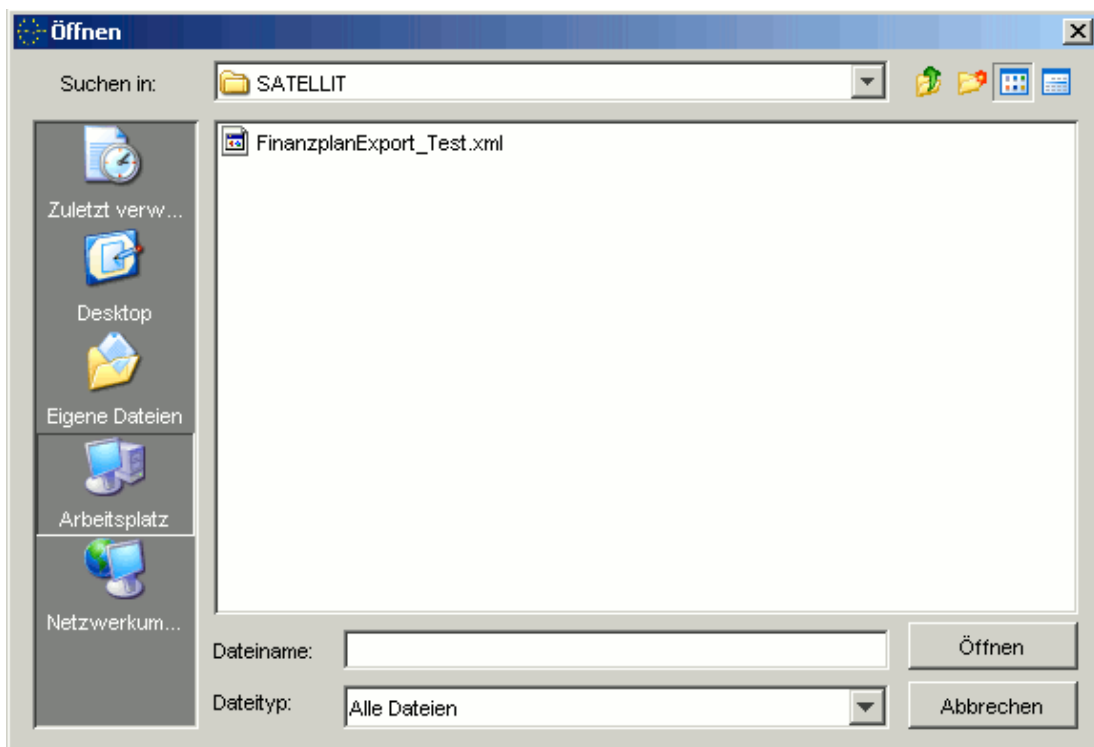 Öffnen
Suchen in: SATELLIT
FinanzplanExport_Test.xml
Zuletzt verw...
Desktop
Eigene Dateien
Arbeitsplatz
Netzwerkum...
Dateiname: Öffnen
Dateityp: Alle Dateien Abbrechen